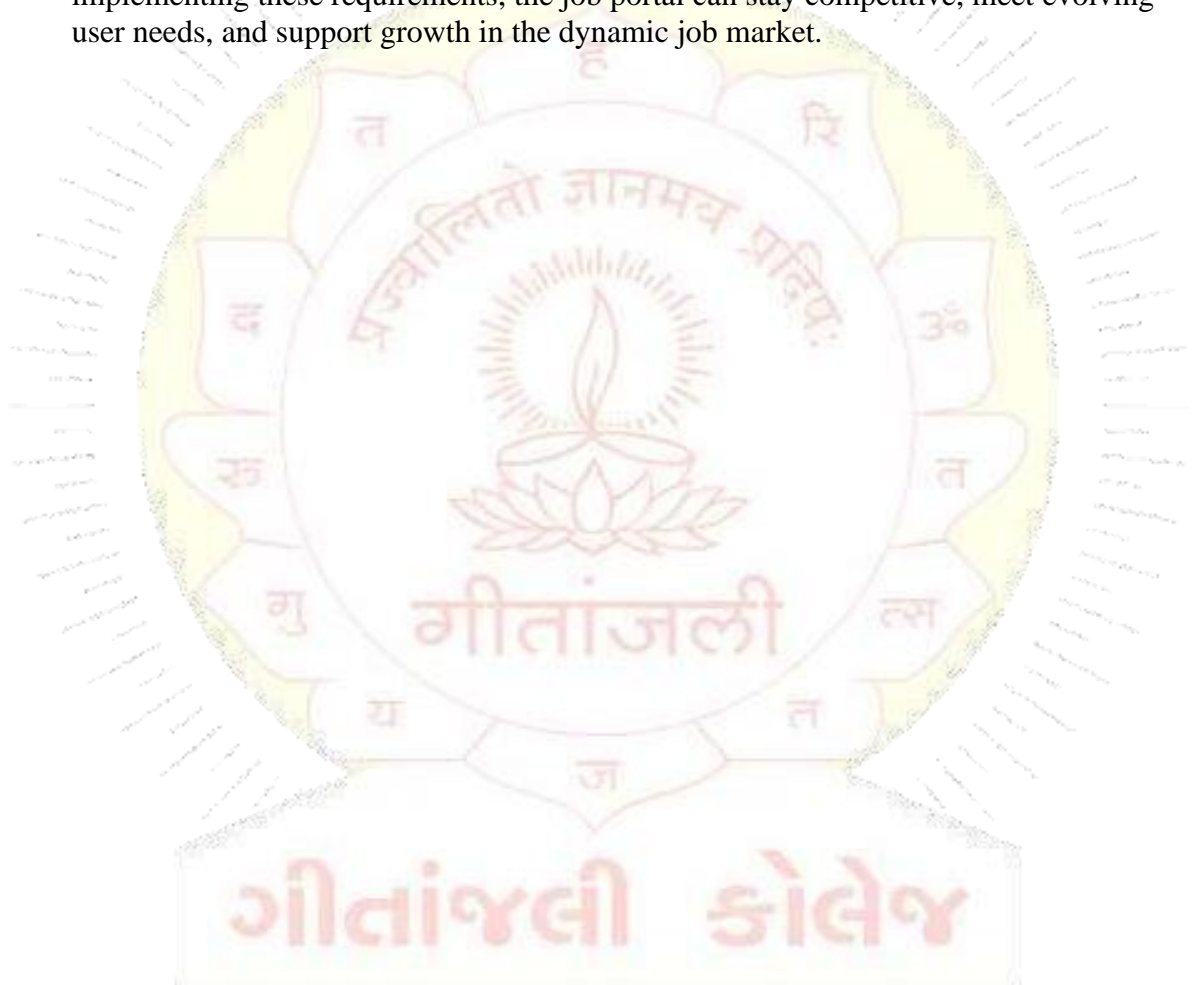 implementing these requirements, the job portal can stay competitive, meet evolving
user needs, and support growth in the dynamic job market.
ह
त
रि
प्रज्वालितो ज्ञानमय प्रदिपः
द
ॐ
रु
त
गु
त्स
गीतांजली
य
त
ज
ગીતાંજલી કોલેજ